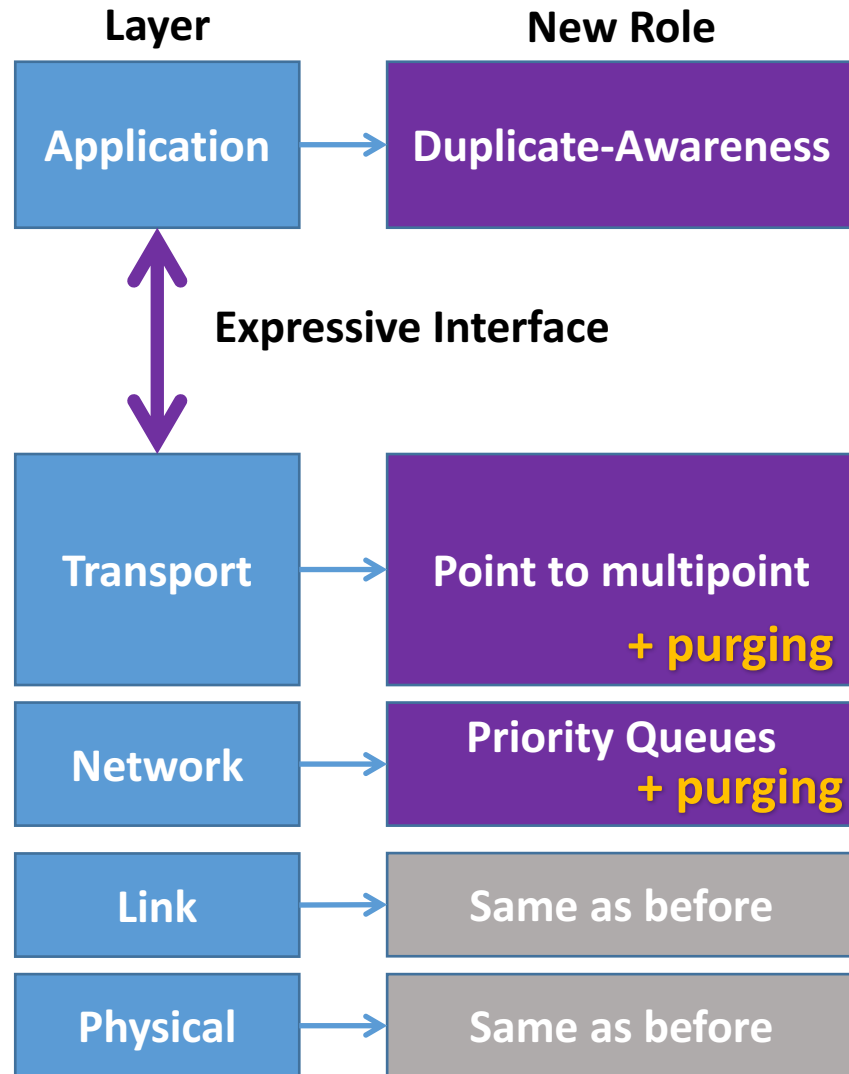 Layer New Role
Application Duplicate-Awareness
Expressive Interface
Transport Point to multipoint
+ purging
Network Priority Queues
+ purging
Link Same as before
Physical Same as before